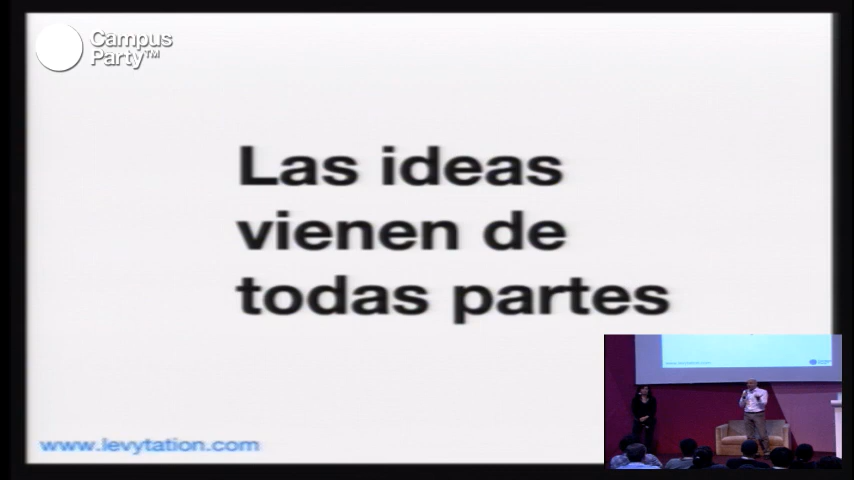 Campus
Party™
Las ideas
vienen de
todas partes
www.levytation.com